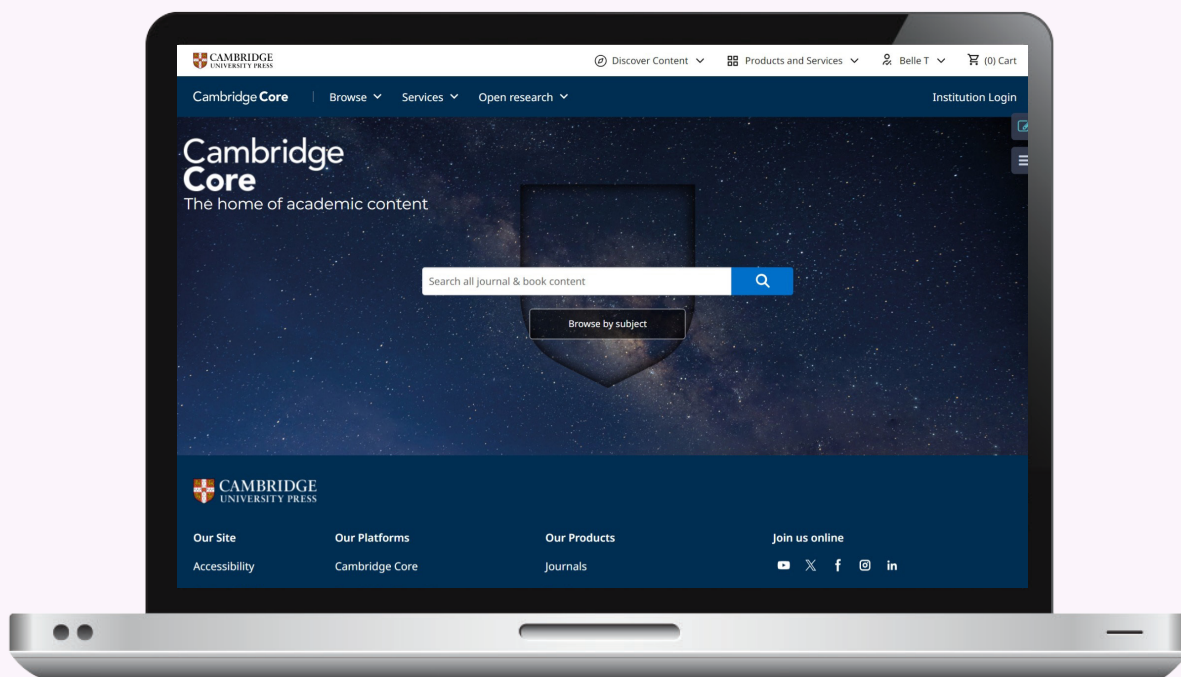 CAMBRIDGE
UNIVERSITY PRESS
Discover Content
Products and Services
Belle T
(0) Cart
Cambridge Core
Browse
Services
Open research
Institution Login
Cambridge
Core
The home of academic content
Search all journal & book content
Browse by subject
CAMBRIDGE
UNIVERSITY PRESS
Our Site
Our Platforms
Our Products
Join us online
Accessibility
Cambridge Core
Journals